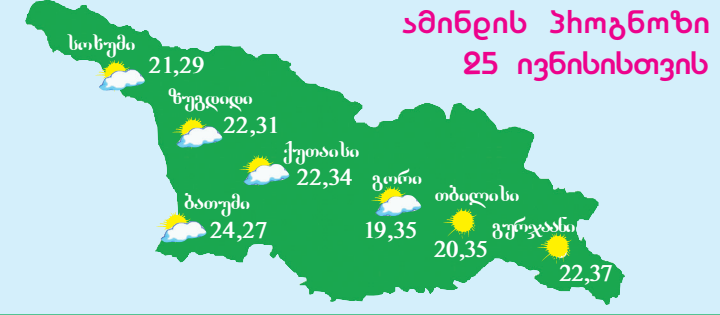 ამინდის პროგნოზი
25 ივნისისთვის
სოხუმი
21,29
ზუგდიდი
22,31
ქუთაისი
22,34
გორი
19,35
თბილისი
20,35
ბათუმი
24,27
გურჯაანი
22,37